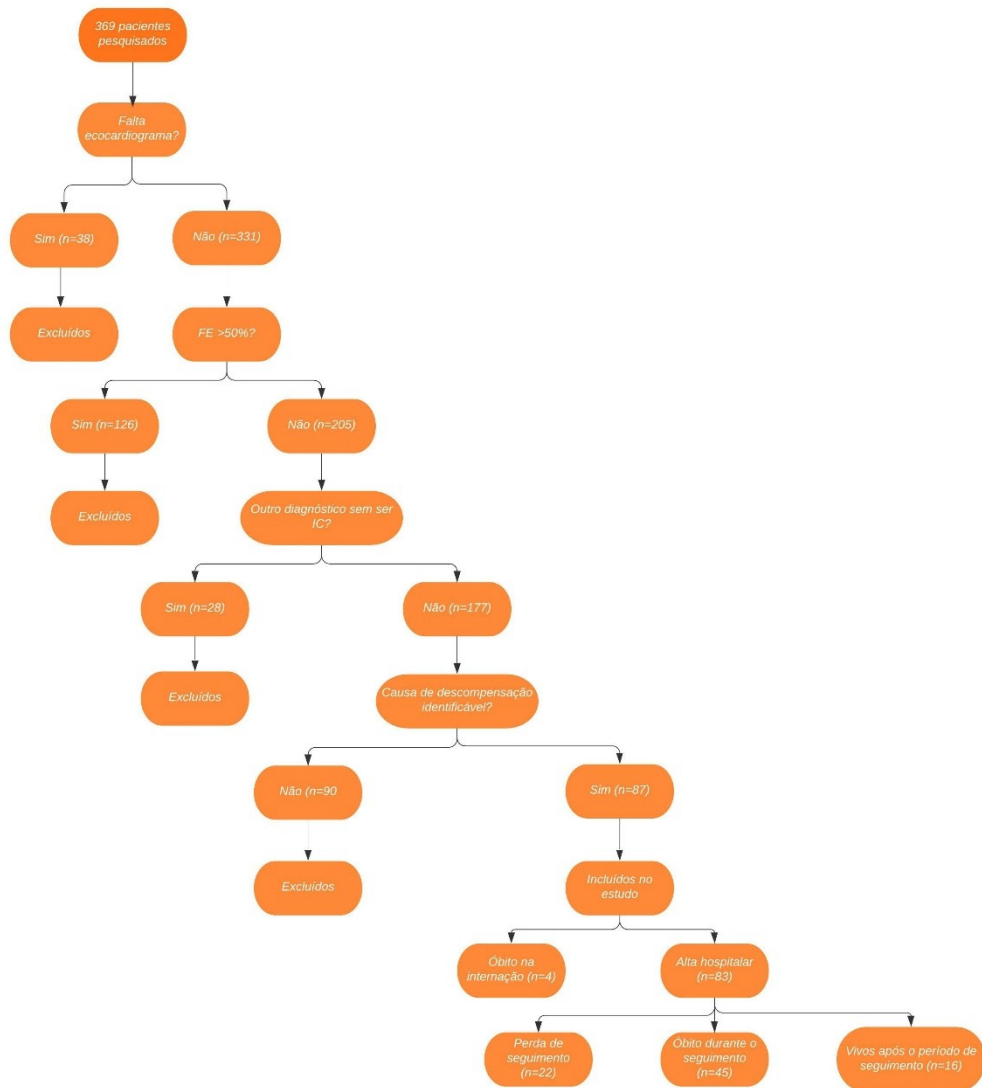 369 pacientes
pesquisados
Falta
ecocardiograma?
Sim (n=38)
Não (n=331)
Excluídos
FE >50%?
Sim (n=126)
Não (n=205)
Excluídos
Outro diagnóstico sem ser
IC?
Sim (n=28)
Não (n=177)
Excluídos
Causa de descompensação
identificável?
Não (n=90
Sim (n=87)
Excluídos
Incluídos no
estudo
Óbito na
internação (n=4)
Alta hospitalar
(n=83)
Perda de
seguimento
(n=22)
Óbito durante o
seguimento
(n=45)
Vivos após o período de
seguimento (n=16)